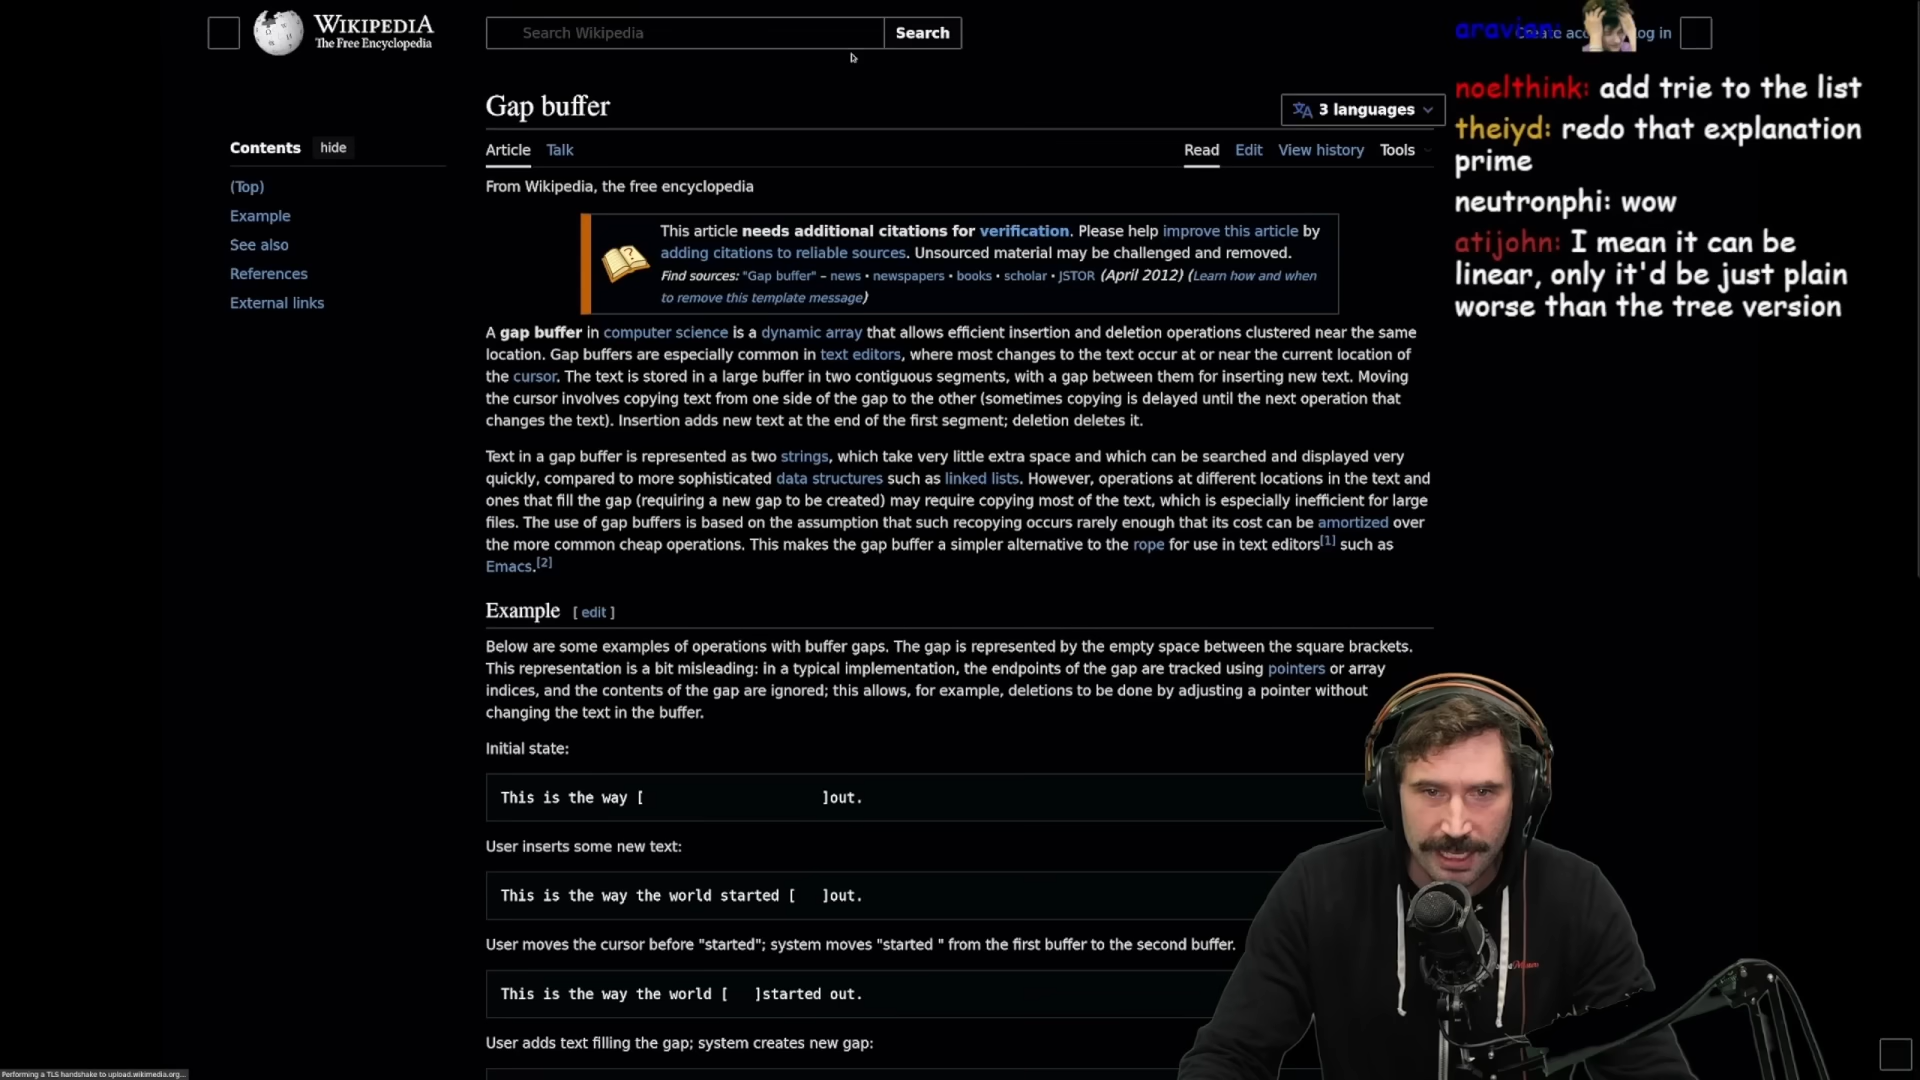 WIKIPEDIA
The Free Encyclopedia
Search Wikipedia
Search
Log in
noelthink: add trie to the list
theiyd: redo that explanation
prime
neutronphi: wow
atijohn: I mean it can be
linear, only it'd be just plain
worse than the tree version
Gap buffer
3 languages
Contents hide
(Top)
Example
See also
References
External links
Article Talk
Read Edit View history Tools
From Wikipedia, the free encyclopedia
This article needs additional citations for verification. Please help improve this article by
adding citations to reliable sources. Unsourced material may be challenged and removed.
Find sources: "Gap buffer" – news • newspapers • books • scholar • JSTOR (April 2012) (Learn how and when
to remove this template message)
A gap buffer in computer science is a dynamic array that allows efficient insertion and deletion operations clustered near the same
location. Gap buffers are especially common in text editors, where most changes to the text occur at or near the current location of
the cursor. The text is stored in a large buffer in two contiguous segments, with a gap between them for inserting new text. Moving
the cursor involves copying text from one side of the gap to the other (sometimes copying is delayed until the next operation that
changes the text). Insertion adds new text at the end of the first segment; deletion deletes it.
Text in a gap buffer is represented as two strings, which take very little extra space and which can be searched and displayed very
quickly, compared to more sophisticated data structures such as linked lists. However, operations at different locations in the text and
ones that fill the gap (requiring a new gap to be created) may require copying most of the text, which is especially inefficient for large
files. The use of gap buffers is based on the assumption that such recopying occurs rarely enough that its cost can be amortized over
the more common cheap operations. This makes the gap buffer a simpler alternative to the rope for use in text editors[1] such as
Emacs.[2]
Example [ edit ]
Below are some examples of operations with buffer gaps. The gap is represented by the empty space between the square brackets.
This representation is a bit misleading: in a typical implementation, the endpoints of the gap are tracked using pointers or array
indices, and the contents of the gap are ignored; this allows, for example, deletions to be done by adjusting a pointer without
changing the text in the buffer.
Initial state:
This is the way [                     ]out.
User inserts some new text:
This is the way the world started [   ]out.
User moves the cursor before "started"; system moves "started " from the first buffer to the second buffer.
This is the way the world [   ]started out.
User adds text filling the gap; system creates new gap:
Performing a TLS handshake to upload.wikimedia.org...